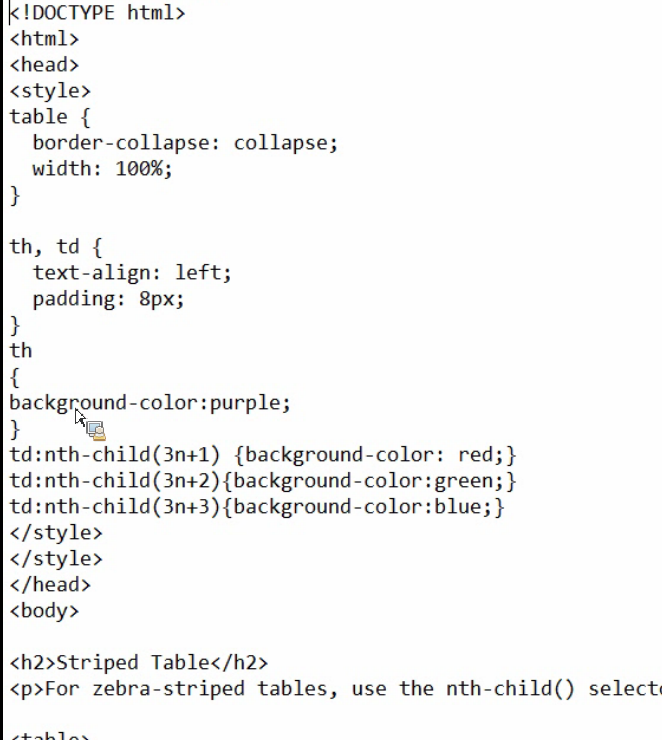 <!DOCTYPE html>
<html>
<head>
<style>
table {
  border-collapse: collapse;
  width: 100%;
}

th, td {
  text-align: left;
  padding: 8px;
}
th
{
background-color:purple;
}
td:nth-child(3n+1) {background-color: red;}
td:nth-child(3n+2){background-color:green;}
td:nth-child(3n+3){background-color:blue;}
</style>
</style>
</head>
<body>

<h2>Striped Table</h2>
<p>For zebra-striped tables, use the nth-child()

<table>